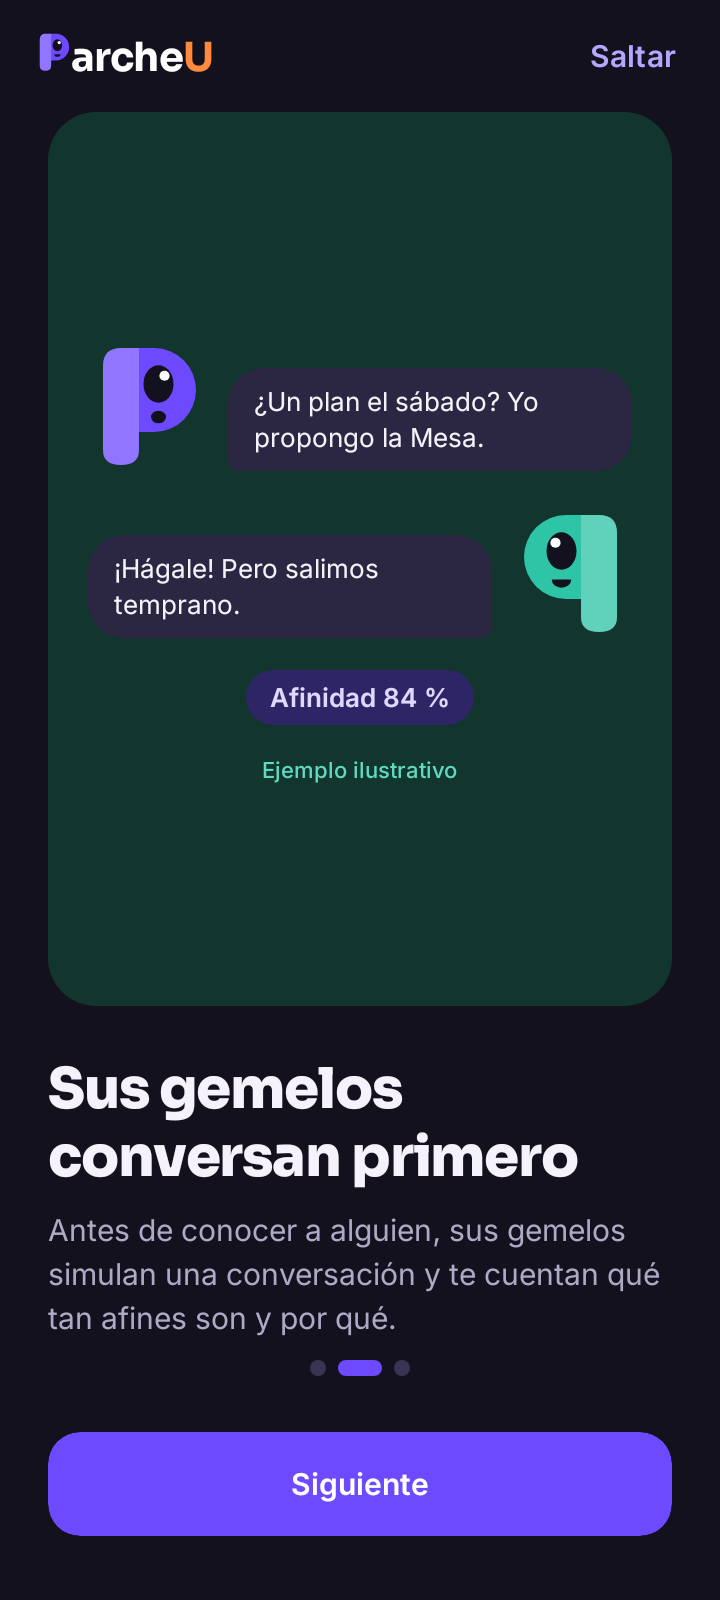 ParcheU
Saltar
¿Un plan el sábado? Yo
propongo la Mesa.
¡Hágale! Pero salimos
temprano.
Afinidad 84 %
Ejemplo ilustrativo
Sus gemelos
conversan primero
Antes de conocer a alguien, sus gemelos
simulan una conversación y te cuentan qué
tan afines son y por qué.
Siguiente